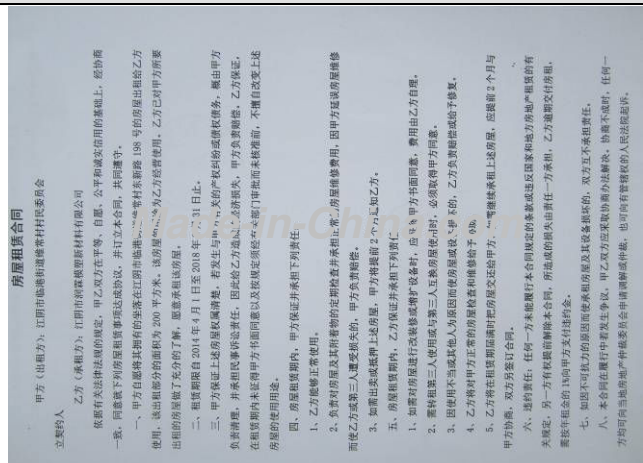 房屋租赁合同
甲方（出租方）：江阴市临港街道维常村村民委员会
立契约人
乙方（承租方）：江阴市润霖模塑新材料有限公司
依据有关法律法规的规定，甲乙双方在平等、自愿、公平和诚实信用的基础上，经协商
一致，同意就下列房屋租赁事项达成协议，并订立本合同，共同遵守。
一、甲方自愿将其拥有的坐落在江阴市临港街道维常村东新路 198 号的房屋出租给乙方
使用，该出租部分的面积为 200 平方米。该房屋 为乙方经营使用。乙方已对甲方所要
出租的房屋做了充分的了解，愿意承租该房屋。
二、租赁期限自 2014 年 4 月 1 日至 2018 年 月 31 日止。
三、甲方保证上述房屋权属清楚。若发生与甲方有关的产权纠纷或债权债务，概由甲方
负责清理，并承担民事诉讼责任，因此给乙方造成经济损失，甲方负责赔偿。乙方保证，
在租赁期内未征得甲方书面同意以及按规定须经有关部门审批而未核准前，不擅自改变上述
房屋的使用用途。
四、房屋租赁期内，甲方保证并承担下列责任：
1、乙方能够正常使用。
2、负责对房屋及其附着物的定期检查并承担正常的房屋维修费用，因甲方延误房屋维修
而使乙方或第三人遭受损失的，甲方负责赔偿。
3、如需出卖或抵押上述房屋，甲方将提前 2 个月通知乙方。
五、房屋租赁期内，乙方保证并承担下列责任：
1、如需对房屋进行改装修或增扩设备时，应征得甲方书面同意，费用由乙方自理。
2、需转租第三人使用或与第三人互换房屋使用时，必须取得甲方同意。
3、因使用不当或其他人为原因而使房屋或设备损坏的，乙方负责赔偿或给予修复。
4、乙方将对甲方正常的房屋检查和维修给予协助。
5、乙方将在租赁期届满时把房屋交还给甲方。如需继续承租上述房屋，应提前 2 个月与
甲方协商，双方另签订合同。
六、违约责任：任何一方未能履行本合同规定的条款或违反国家和地方房地产租赁的有
关规定，另一方有权提前解除本合同，所造成的损失由责任一方承担。乙方逾期交付房租，
需按年租金的 1%向甲方支付违约金。
七、如因不可抗力的原因而使承租房屋及其设备损坏的，双方互不承担责任。
八、本合同在履行中若发生争议，甲乙双方应采取协商办法解决。协商不成时，任何一
方均可向当地房地产仲裁委员会申请调解或仲裁，也可向有管辖权的人民法院起诉。
Made-in-China.com